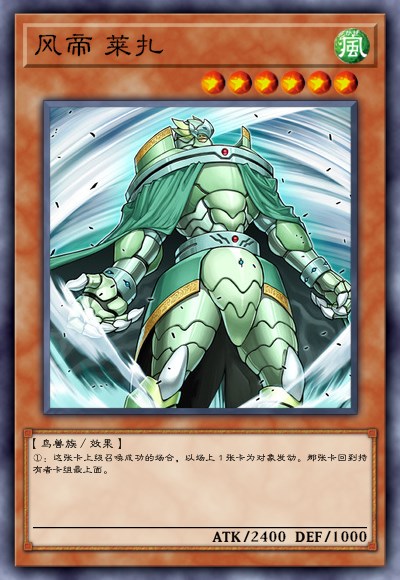 风帝 莱扎
風
【鸟兽族／效果】
①：这张卡上级召唤成功的场合，以场上１张卡为对象发动。那张卡回到持
有者卡组最上面。
ATK/2400 DEF/1000